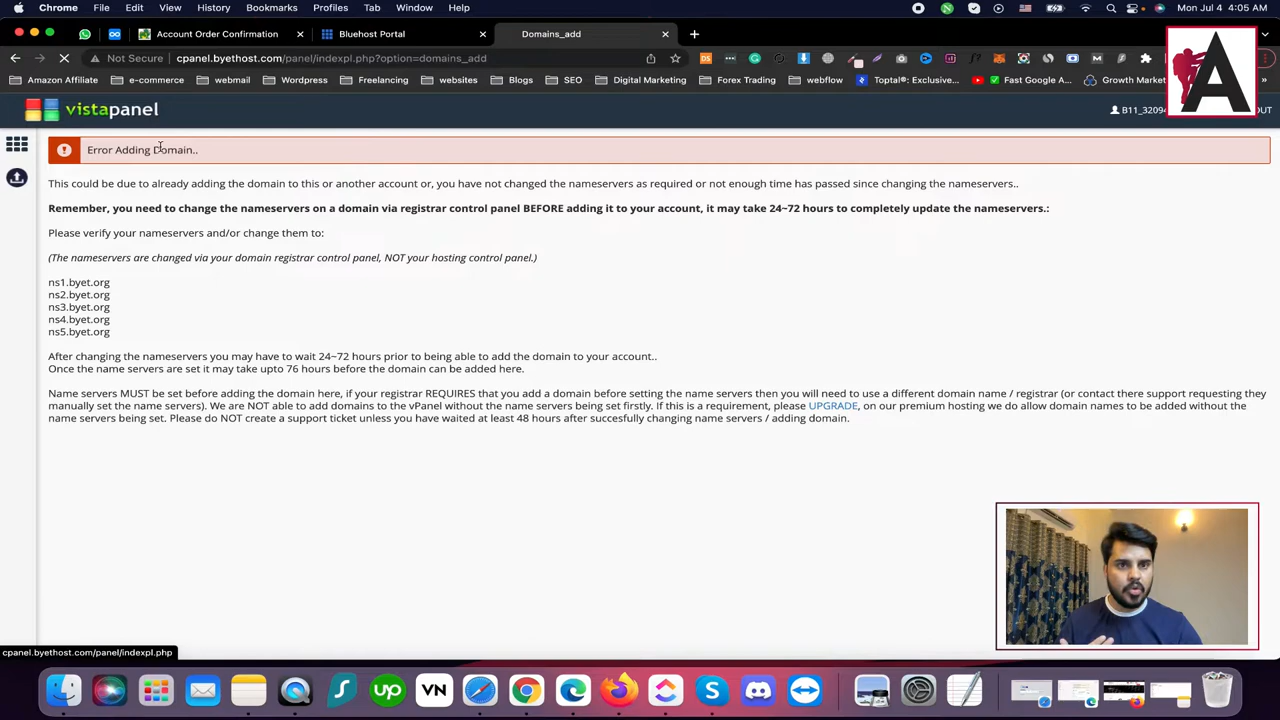 Chrome File Edit View History Bookmarks Profiles Tab Window Help Mon Jul 4 4:05 AM
Account Order Confirmation Bluehost Portal Domains_add
Not Secure cpanel.byethost.com/panel/indexpl.php?option=domains_add
Amazon Affiliate e-commerce webmail Wordpress Freelancing websites Blogs SEO Digital Marketing Forex Trading webflow Toptal®: Exclusive... Fast Google A... Growth Market
vistapanel B11_3209 OUT
A
Error Adding Domain..
This could be due to already adding the domain to this or another account or, you have not changed the nameservers as required or not enough time has passed since changing the nameservers..
Remember, you need to change the nameservers on a domain via registrar control panel BEFORE adding it to your account, it may take 24~72 hours to completely update the nameservers.:
Please verify your nameservers and/or change them to:
(The nameservers are changed via your domain registrar control panel, NOT your hosting control panel.)
ns1.byet.org
ns2.byet.org
ns3.byet.org
ns4.byet.org
ns5.byet.org
After changing the nameservers you may have to wait 24~72 hours prior to being able to add the domain to your account..
Once the name servers are set it may take upto 76 hours before the domain can be added here.
Name servers MUST be set before adding the domain here, if your registrar REQUIRES that you add a domain before setting the name servers then you will need to use a different domain name / registrar (or contact there support requesting they
manually set the name servers). We are NOT able to add domains to the vPanel without the name servers being set firstly. If this is a requirement, please UPGRADE, on our premium hosting we do allow domain names to be added without the
name servers being set. Please do NOT create a support ticket unless you have waited at least 48 hours after succesfully changing name servers / adding domain.
cpanel.byethost.com/panel/indexpl.php
up VN